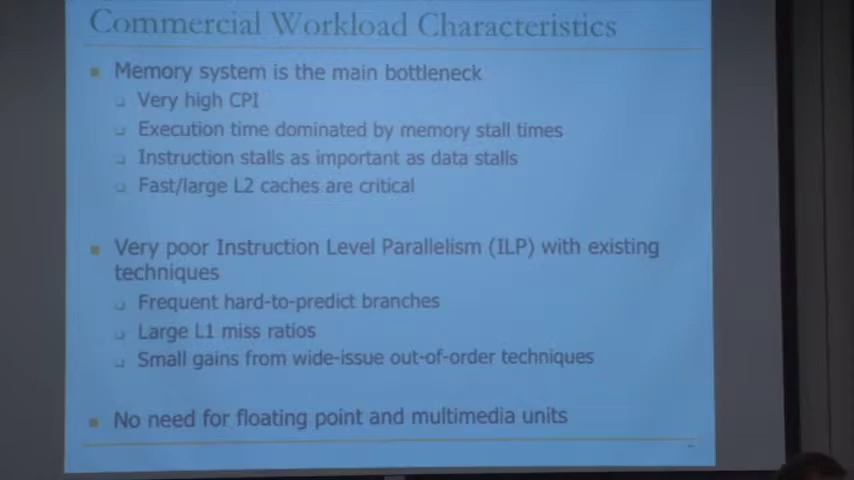 Commercial Workload Characteristics
Memory system is the main bottleneck
Very high CPI
Execution time dominated by memory stall times
Instruction stalls as important as data stalls
Fast/large L2 caches are critical
Very poor Instruction Level Parallelism (ILP) with existing
techniques
Frequent hard-to-predict branches
Large L1 miss ratios
Small gains from wide-issue out-of-order techniques
No need for floating point and multimedia units